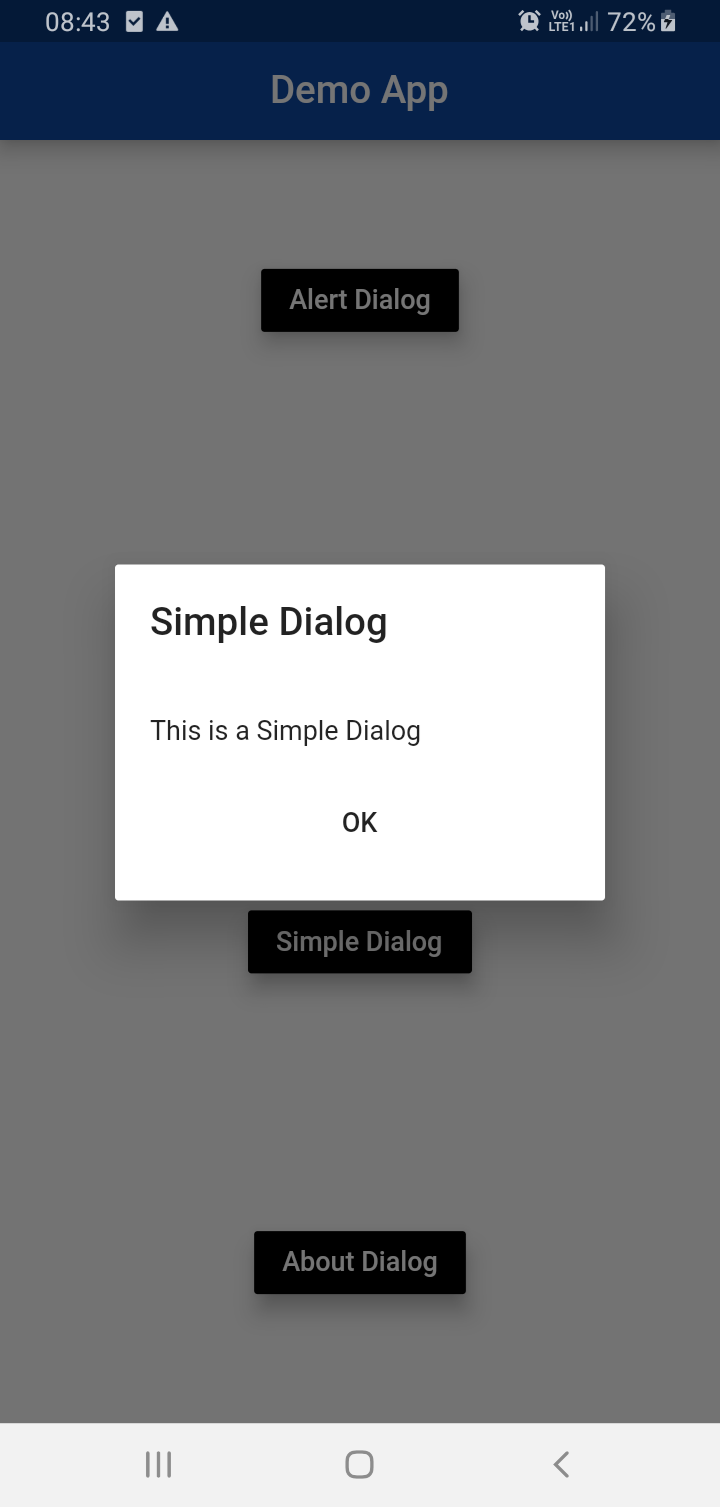 08:43
Vo) LTE1 72%
Demo App
Alert Dialog
Simple Dialog
This is a Simple Dialog
OK
Simple Dialog
About Dialog